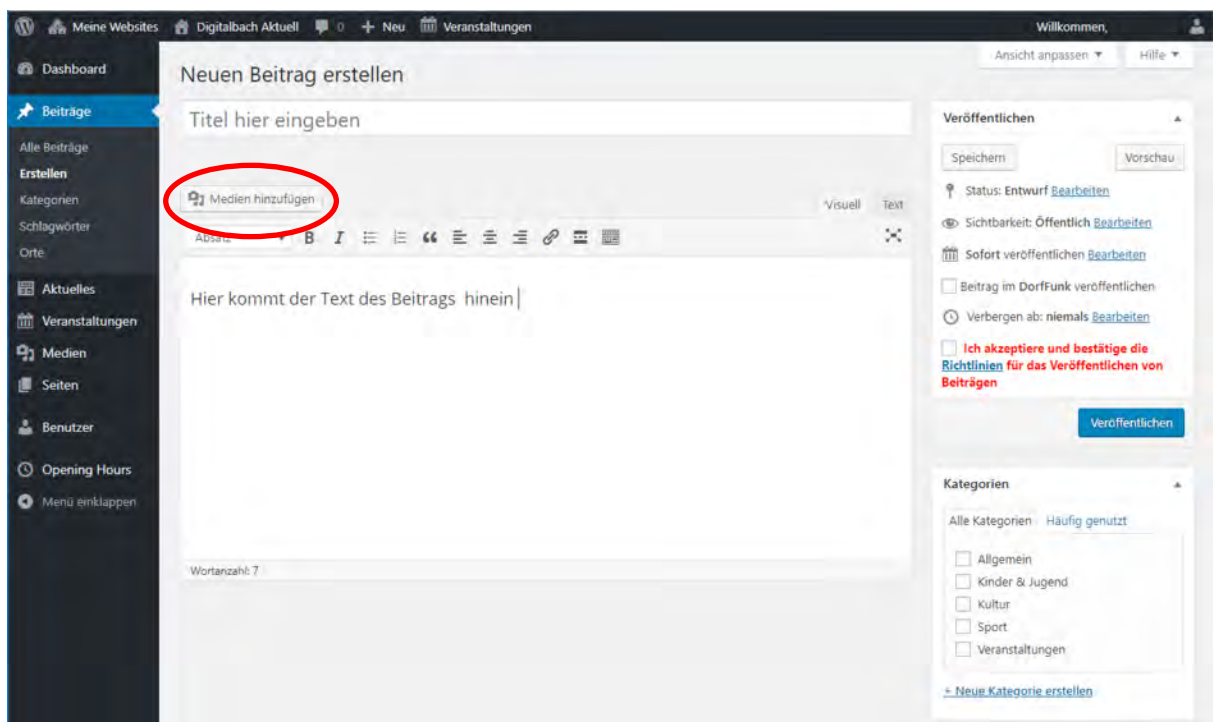 Meine Websites Digitalbach Aktuell 0 + Neu Veranstaltungen Willkommen,
Ansicht anpassen Hilfe
Dashboard
Beiträge
Alle Beiträge
Erstellen
Kategorien
Schlagwörter
Orte
Aktuelles
Veranstaltungen
Medien
Seiten
Benutzer
Opening Hours
Menü einklappen
Neuen Beitrag erstellen
Titel hier eingeben
Medien hinzufügen
Visuell Text
Absatz B I
Hier kommt der Text des Beitrags hinein
Wortanzahl: 7
Veröffentlichen
Speichern Vorschau
Status: Entwurf Bearbeiten
Sichtbarkeit: Öffentlich Bearbeiten
Sofort veröffentlichen Bearbeiten
Beitrag im DorfFunk veröffentlichen
Verbergen ab: niemals Bearbeiten
Ich akzeptiere und bestätige die
Richtlinien für das Veröffentlichen von
Beiträgen
Veröffentlichen
Kategorien
Alle Kategorien Häufig genutzt
Allgemein
Kinder & Jugend
Kultur
Sport
Veranstaltungen
+ Neue Kategorie erstellen